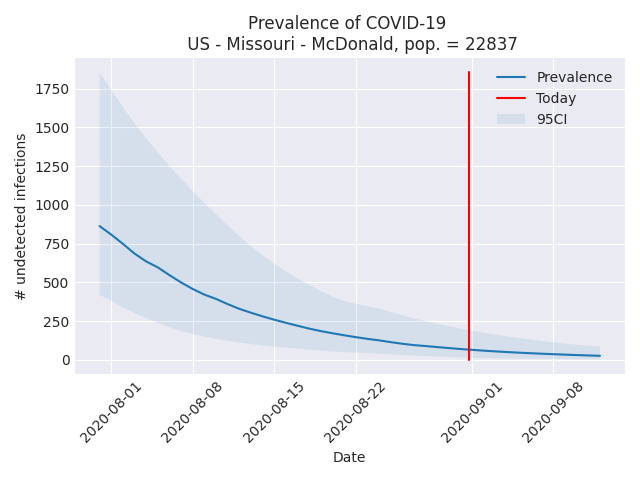 Prevalence of COVID-19
US - Missouri - McDonald, pop. = 22837
Prevalence
Today
95CI
# undetected infections
1750
1500
1250
1000
750
500
250
0
2020-08-01
2020-08-08
2020-08-15
2020-08-22
2020-09-01
2020-09-08
Date